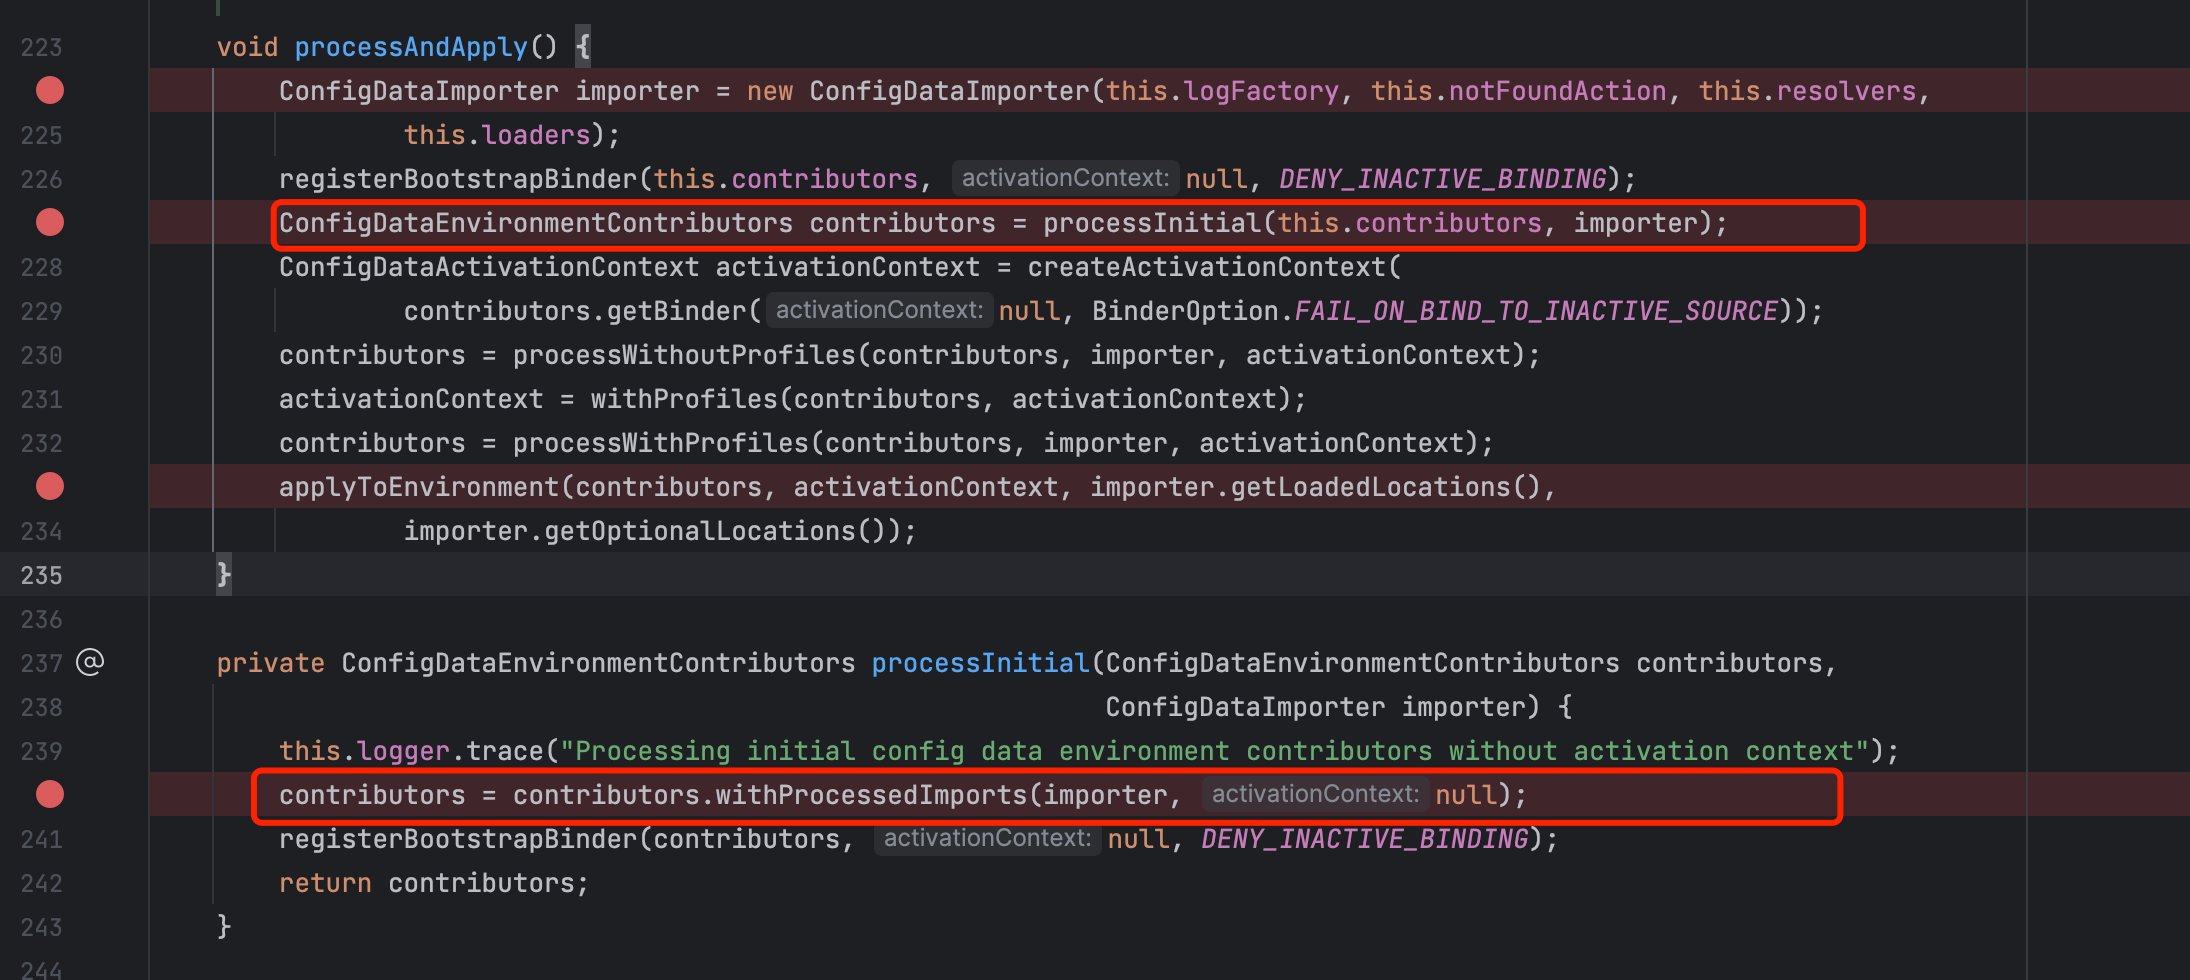 223 void processAndApply() {
ConfigDataImporter importer = new ConfigDataImporter(this.logFactory, this.notFoundAction, this.resolvers,
225 this.loaders);
226 registerBootstrapBinder(this.contributors, activationContext: null, DENY_INACTIVE_BINDING);
ConfigDataEnvironmentContributors contributors = processInitial(this.contributors, importer);
228 ConfigDataActivationContext activationContext = createActivationContext(
229 contributors.getBinder( activationContext: null, BinderOption.FAIL_ON_BIND_TO_INACTIVE_SOURCE));
230 contributors = processWithoutProfiles(contributors, importer, activationContext);
231 activationContext = withProfiles(contributors, activationContext);
232 contributors = processWithProfiles(contributors, importer, activationContext);
applyToEnvironment(contributors, activationContext, importer.getLoadedLocations(),
234 importer.getOptionalLocations());
235 }
236
237 @ private ConfigDataEnvironmentContributors processInitial(ConfigDataEnvironmentContributors contributors,
238 ConfigDataImporter importer) {
239 this.logger.trace("Processing initial config data environment contributors without activation context");
contributors = contributors.withProcessedImports(importer, activationContext: null);
241 registerBootstrapBinder(contributors, activationContext: null, DENY_INACTIVE_BINDING);
242 return contributors;
243 }
244